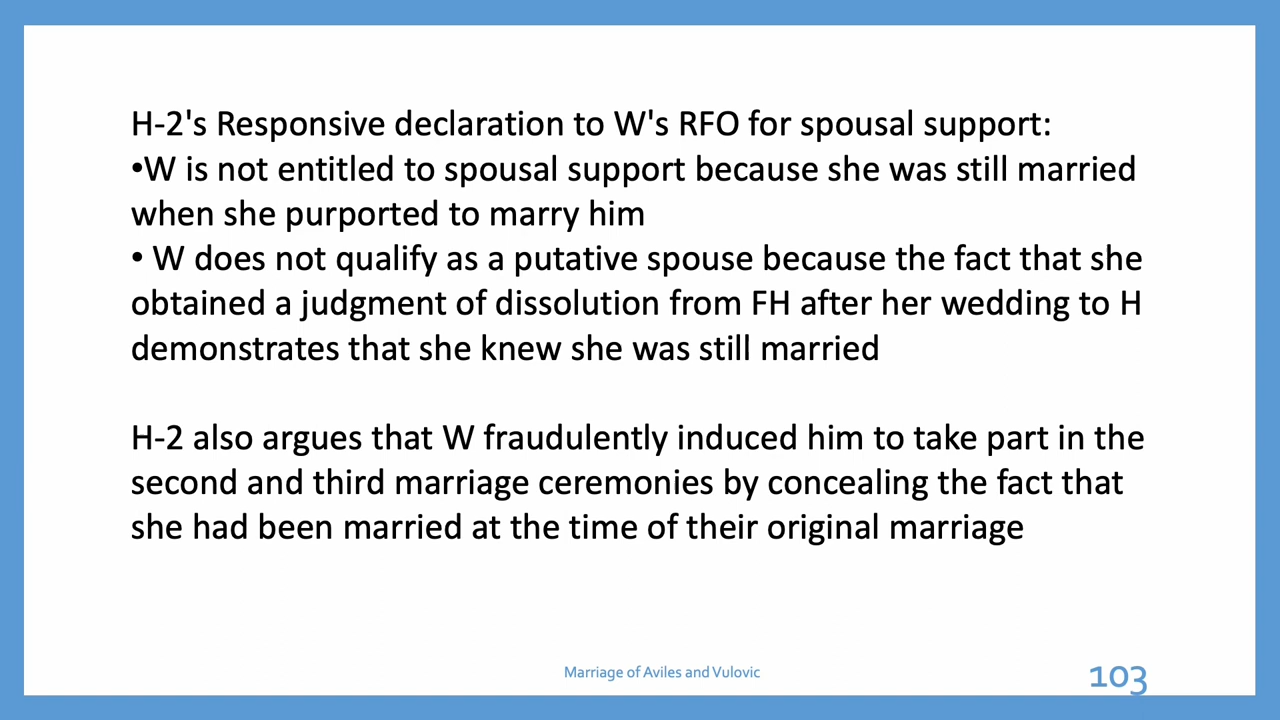 H-2's Responsive declaration to W's RFO for spousal support:
•W is not entitled to spousal support because she was still married
when she purported to marry him
• W does not qualify as a putative spouse because the fact that she
obtained a judgment of dissolution from FH after her wedding to H
demonstrates that she knew she was still married
H-2 also argues that W fraudulently induced him to take part in the
second and third marriage ceremonies by concealing the fact that
she had been married at the time of their original marriage
Marriage of Aviles and Vulovic
103